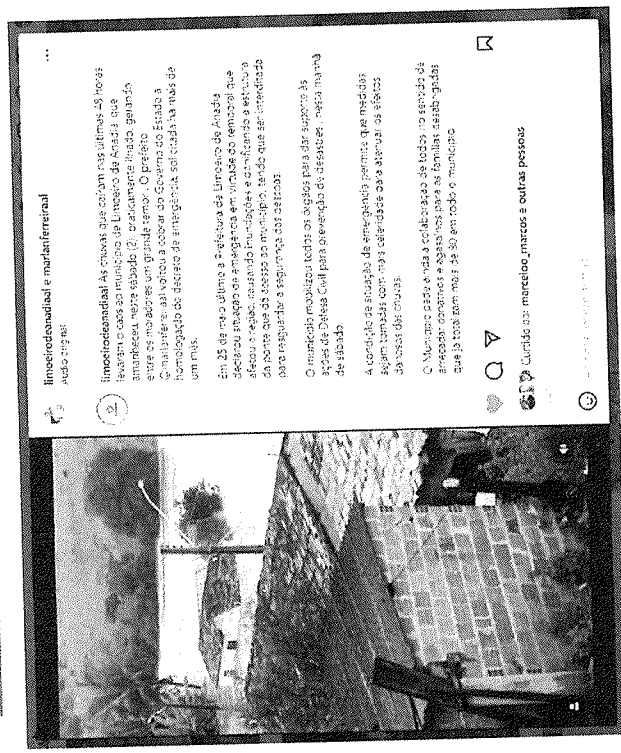 limoeirodeanadiaal e marlanferreiraal
Áudio original
limoeirodeanadiaal As chuvas que caíram nas últimas 48 horas
levaram o caos ao município de Limoeiro de Anadia, que
amanheceu, neste sábado (2), praticamente ilhado, gerando
entre os moradores um grande temor. O prefeito
@marlanferreiraal voltou a cobrar do Governo do Estado a
homologação do decreto de emergência, solicitada há mais de
um mês.
Em 25 de maio último a Prefeitura de Limoeiro de Anadia
declarou situação de emergência em virtude do temporal que
afetou a região, causando inundações e danificando a estrutura
da ponte que dá acesso ao município, tendo que ser interditada
para resguardar a segurança das pessoas.
O município mobilizou todos os órgãos para dar suporte às
ações de Defesa Civil para prevenção de desastres, nesta manhã
de sábado.
A condição de situação de emergência permite que medidas
sejam tomadas com mais celeridade para atenuar os efeitos
danosos das chuvas.
O Município pede ainda a colaboração de todos no sentido de
arrecadar donativos e agasalhos para as famílias desabrigadas
que já totalizam mais de 30 em todo o município.
Curtido por marceloo_marcos e outras pessoas